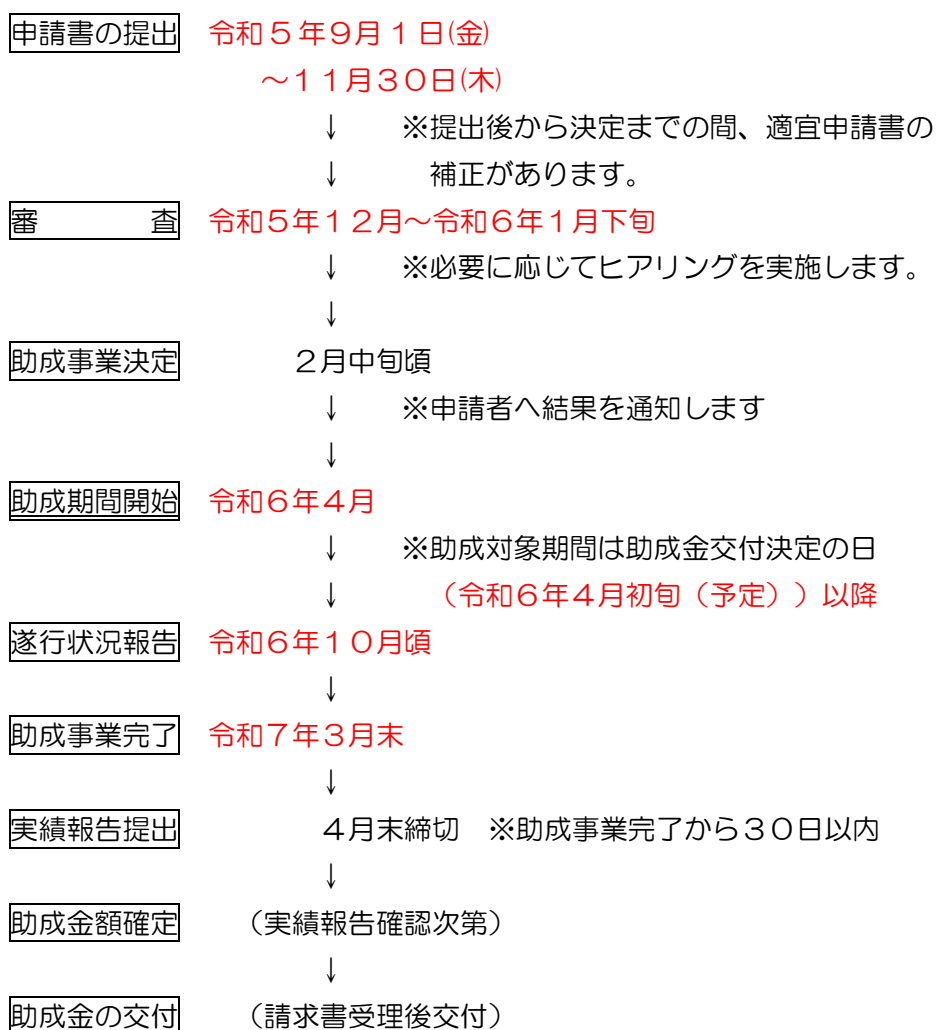 申請書の提出　令和５年９月１日(金)
～１１月３０日(木)
↓　※提出後から決定までの間、適宜申請書の
↓　補正があります。
審　　　　査　令和５年１２月～令和６年１月下旬
↓　※必要に応じてヒアリングを実施します。
↓
助成事業決定　２月中旬頃
↓　※申請者へ結果を通知します
↓
助成期間開始　令和６年４月
↓　※助成対象期間は助成金交付決定の日
↓　（令和６年４月初旬（予定））以降
遂行状況報告　令和６年１０月頃
↓
助成事業完了　令和７年３月末
↓
実績報告提出　４月末締切　※助成事業完了から３０日以内
↓
助成金額確定　（実績報告確認次第）
↓
助成金の交付　（請求書受理後交付）